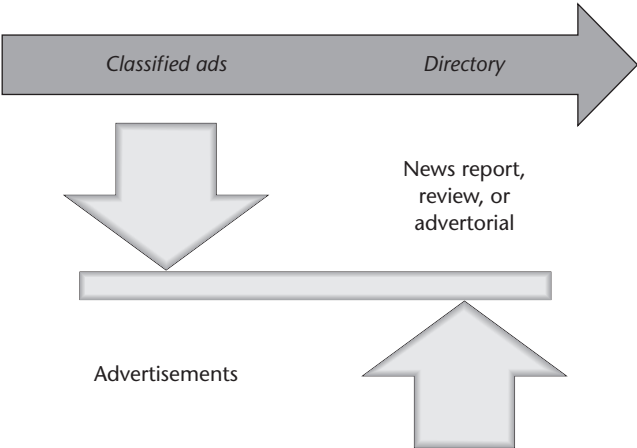 Classified ads
Directory
News report,
review, or
advertorial
Advertisements